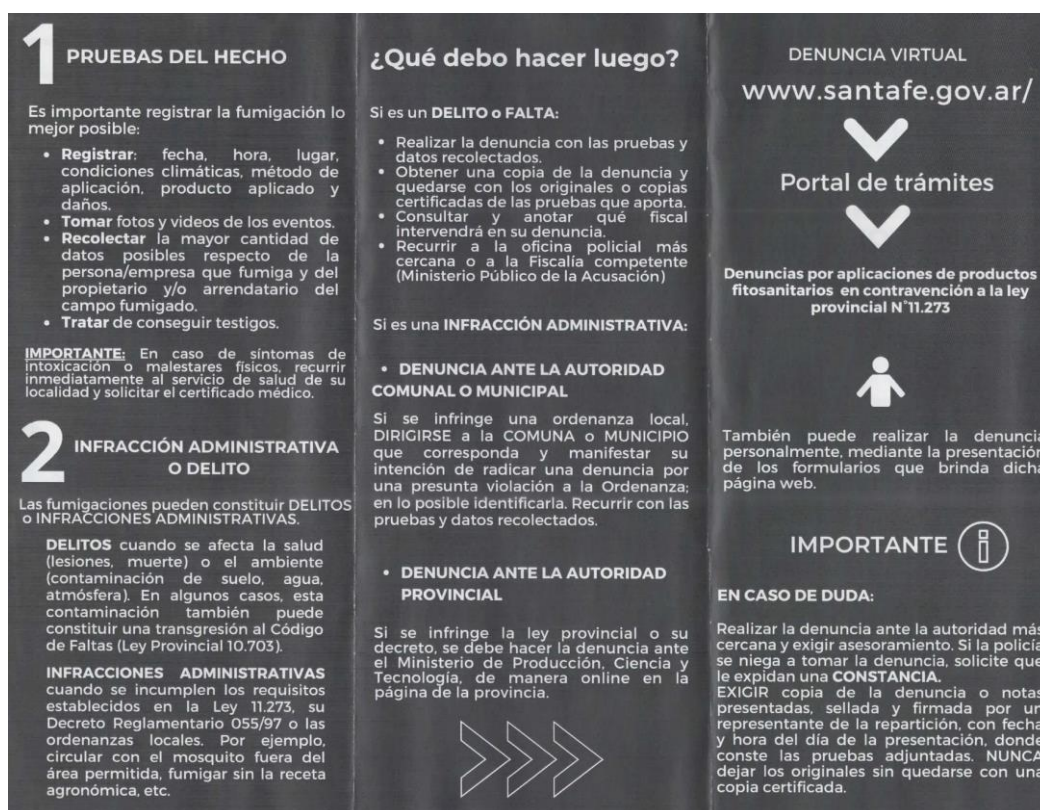 1 PRUEBAS DEL HECHO
Es importante registrar la fumigación lo
mejor posible:
• Registrar: fecha, hora, lugar,
condiciones climáticas, método de
aplicación, producto aplicado y
daños.
• Tomar fotos y videos de los eventos.
• Recolectar la mayor cantidad de
datos posibles respecto de la
persona/empresa que fumiga y del
propietario y/o arrendatario del
campo fumigado.
• Tratar de conseguir testigos.
IMPORTANTE: En caso de síntomas de
intoxicación o malestares físicos, recurrir
inmediatamente al servicio de salud de su
localidad y solicitar el certificado médico.
2 INFRACCIÓN ADMINISTRATIVA
O DELITO
Las fumigaciones pueden constituir DELITOS
o INFRACCIONES ADMINISTRATIVAS.
DELITOS cuando se afecta la salud
(lesiones, muerte) o el ambiente
(contaminación de suelo, agua,
atmósfera). En algunos casos, esta
contaminación también puede
constituir una transgresión al Código
de Faltas (Ley Provincial 10.703).
INFRACCIONES ADMINISTRATIVAS
cuando se incumplen los requisitos
establecidos en la Ley 11.273, su
Decreto Reglamentario 055/97 o las
ordenanzas locales. Por ejemplo,
circular con el mosquito fuera del
área permitida, fumigar sin la receta
agronómica, etc.
¿Qué debo hacer luego?
Si es un DELITO o FALTA:
• Realizar la denuncia con las pruebas y
datos recolectados.
• Obtener una copia de la denuncia y
quedarse con los originales o copias
certificadas de las pruebas que aporta.
• Consultar y anotar qué fiscal
intervendrá en su denuncia.
• Recurrir a la oficina policial más
cercana o a la Fiscalía competente
(Ministerio Público de la Acusación)
Si es una INFRACCIÓN ADMINISTRATIVA:
• DENUNCIA ANTE LA AUTORIDAD
COMUNAL O MUNICIPAL
Si se infringe una ordenanza local,
DIRIGIRSE a la COMUNA o MUNICIPIO
que corresponda y manifestar su
intención de radicar una denuncia por
una presunta violación a la Ordenanza;
en lo posible identificarla. Recurrir con las
pruebas y datos recolectados.
• DENUNCIA ANTE LA AUTORIDAD
PROVINCIAL
Si se infringe la ley provincial o su
decreto, se debe hacer la denuncia ante
el Ministerio de Producción, Ciencia y
Tecnología, de manera online en la
página de la provincia.
DENUNCIA VIRTUAL
www.santafe.gov.ar/
Portal de trámites
Denuncias por aplicaciones de productos
fitosanitarios en contravención a la ley
provincial N°11.273
También puede realizar la denuncia
personalmente, mediante la presentación
de los formularios que brinda dicha
página web.
IMPORTANTE
EN CASO DE DUDA:
Realizar la denuncia ante la autoridad más
cercana y exigir asesoramiento. Si la policía
se niega a tomar la denuncia, solicite que
le expidan una CONSTANCIA.
EXIGIR copia de la denuncia o notas
presentadas, sellada y firmada por un
representante de la repartición, con fecha
y hora del día de la presentación, donde
conste las pruebas adjuntadas. NUNCA
dejar los originales sin quedarse con una
copia certificada.